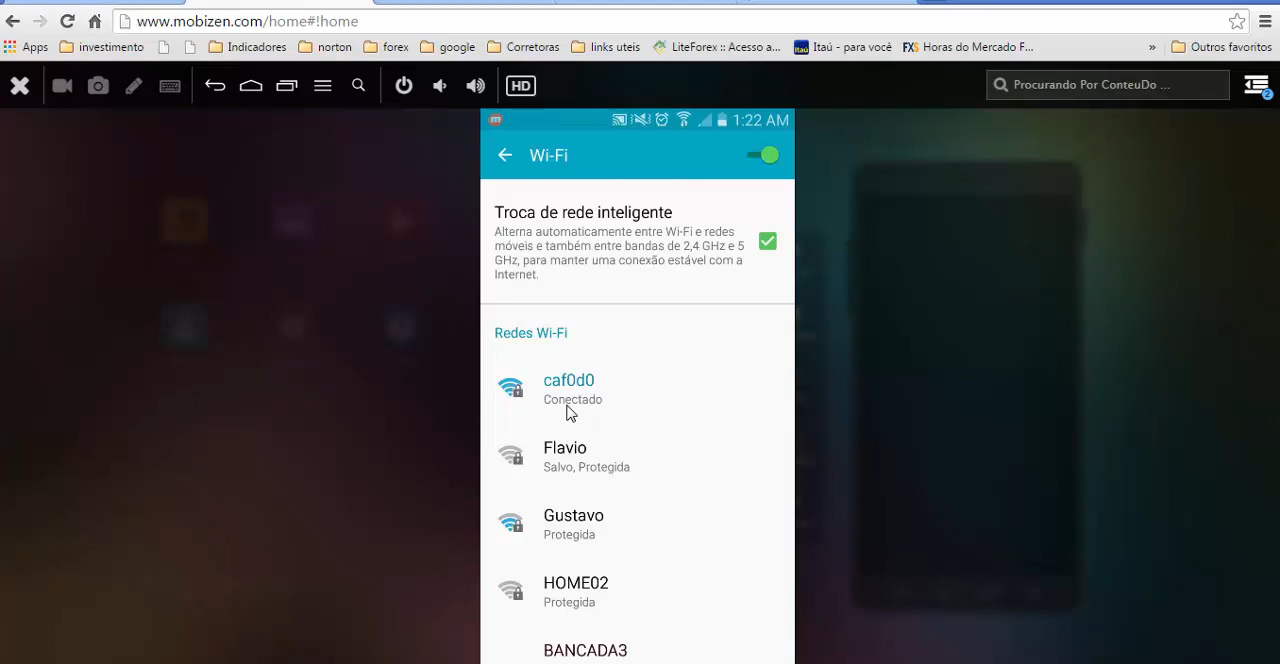 www.mobizen.com/home#!home
Apps investimento Indicadores norton forex google Corretoras links uteis LiteForex :: Acesso a... Itaú Itaú - para você FXS Horas do Mercado F... » Outros favoritos
HD Procurando Por ConteuDo ... 2
m 1:22 AM
Wi-Fi
Troca de rede inteligente
Alterna automaticamente entre Wi-Fi e redes
móveis e também entre bandas de 2,4 GHz e 5
GHz, para manter uma conexão estável com a
Internet.
Redes Wi-Fi
caf0d0
Conectado
Flavio
Salvo, Protegida
Gustavo
Protegida
HOME02
Protegida
BANCADA3